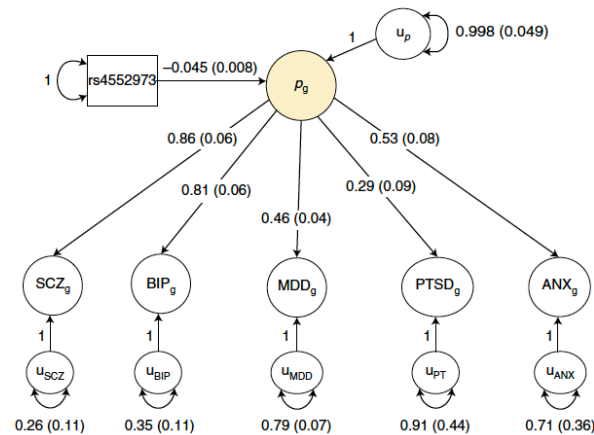 u_p
0.998 (0.049)
1
−0.045 (0.008)
1
rs4552973
p_g
0.86 (0.06)
0.53 (0.08)
0.81 (0.06)
0.29 (0.09)
0.46 (0.04)
SCZ_g
BIP_g
MDD_g
PTSD_g
ANX_g
1
1
1
1
1
u_SCZ
u_BIP
u_MDD
u_PT
u_ANX
0.26 (0.11)
0.35 (0.11)
0.79 (0.07)
0.91 (0.44)
0.71 (0.36)